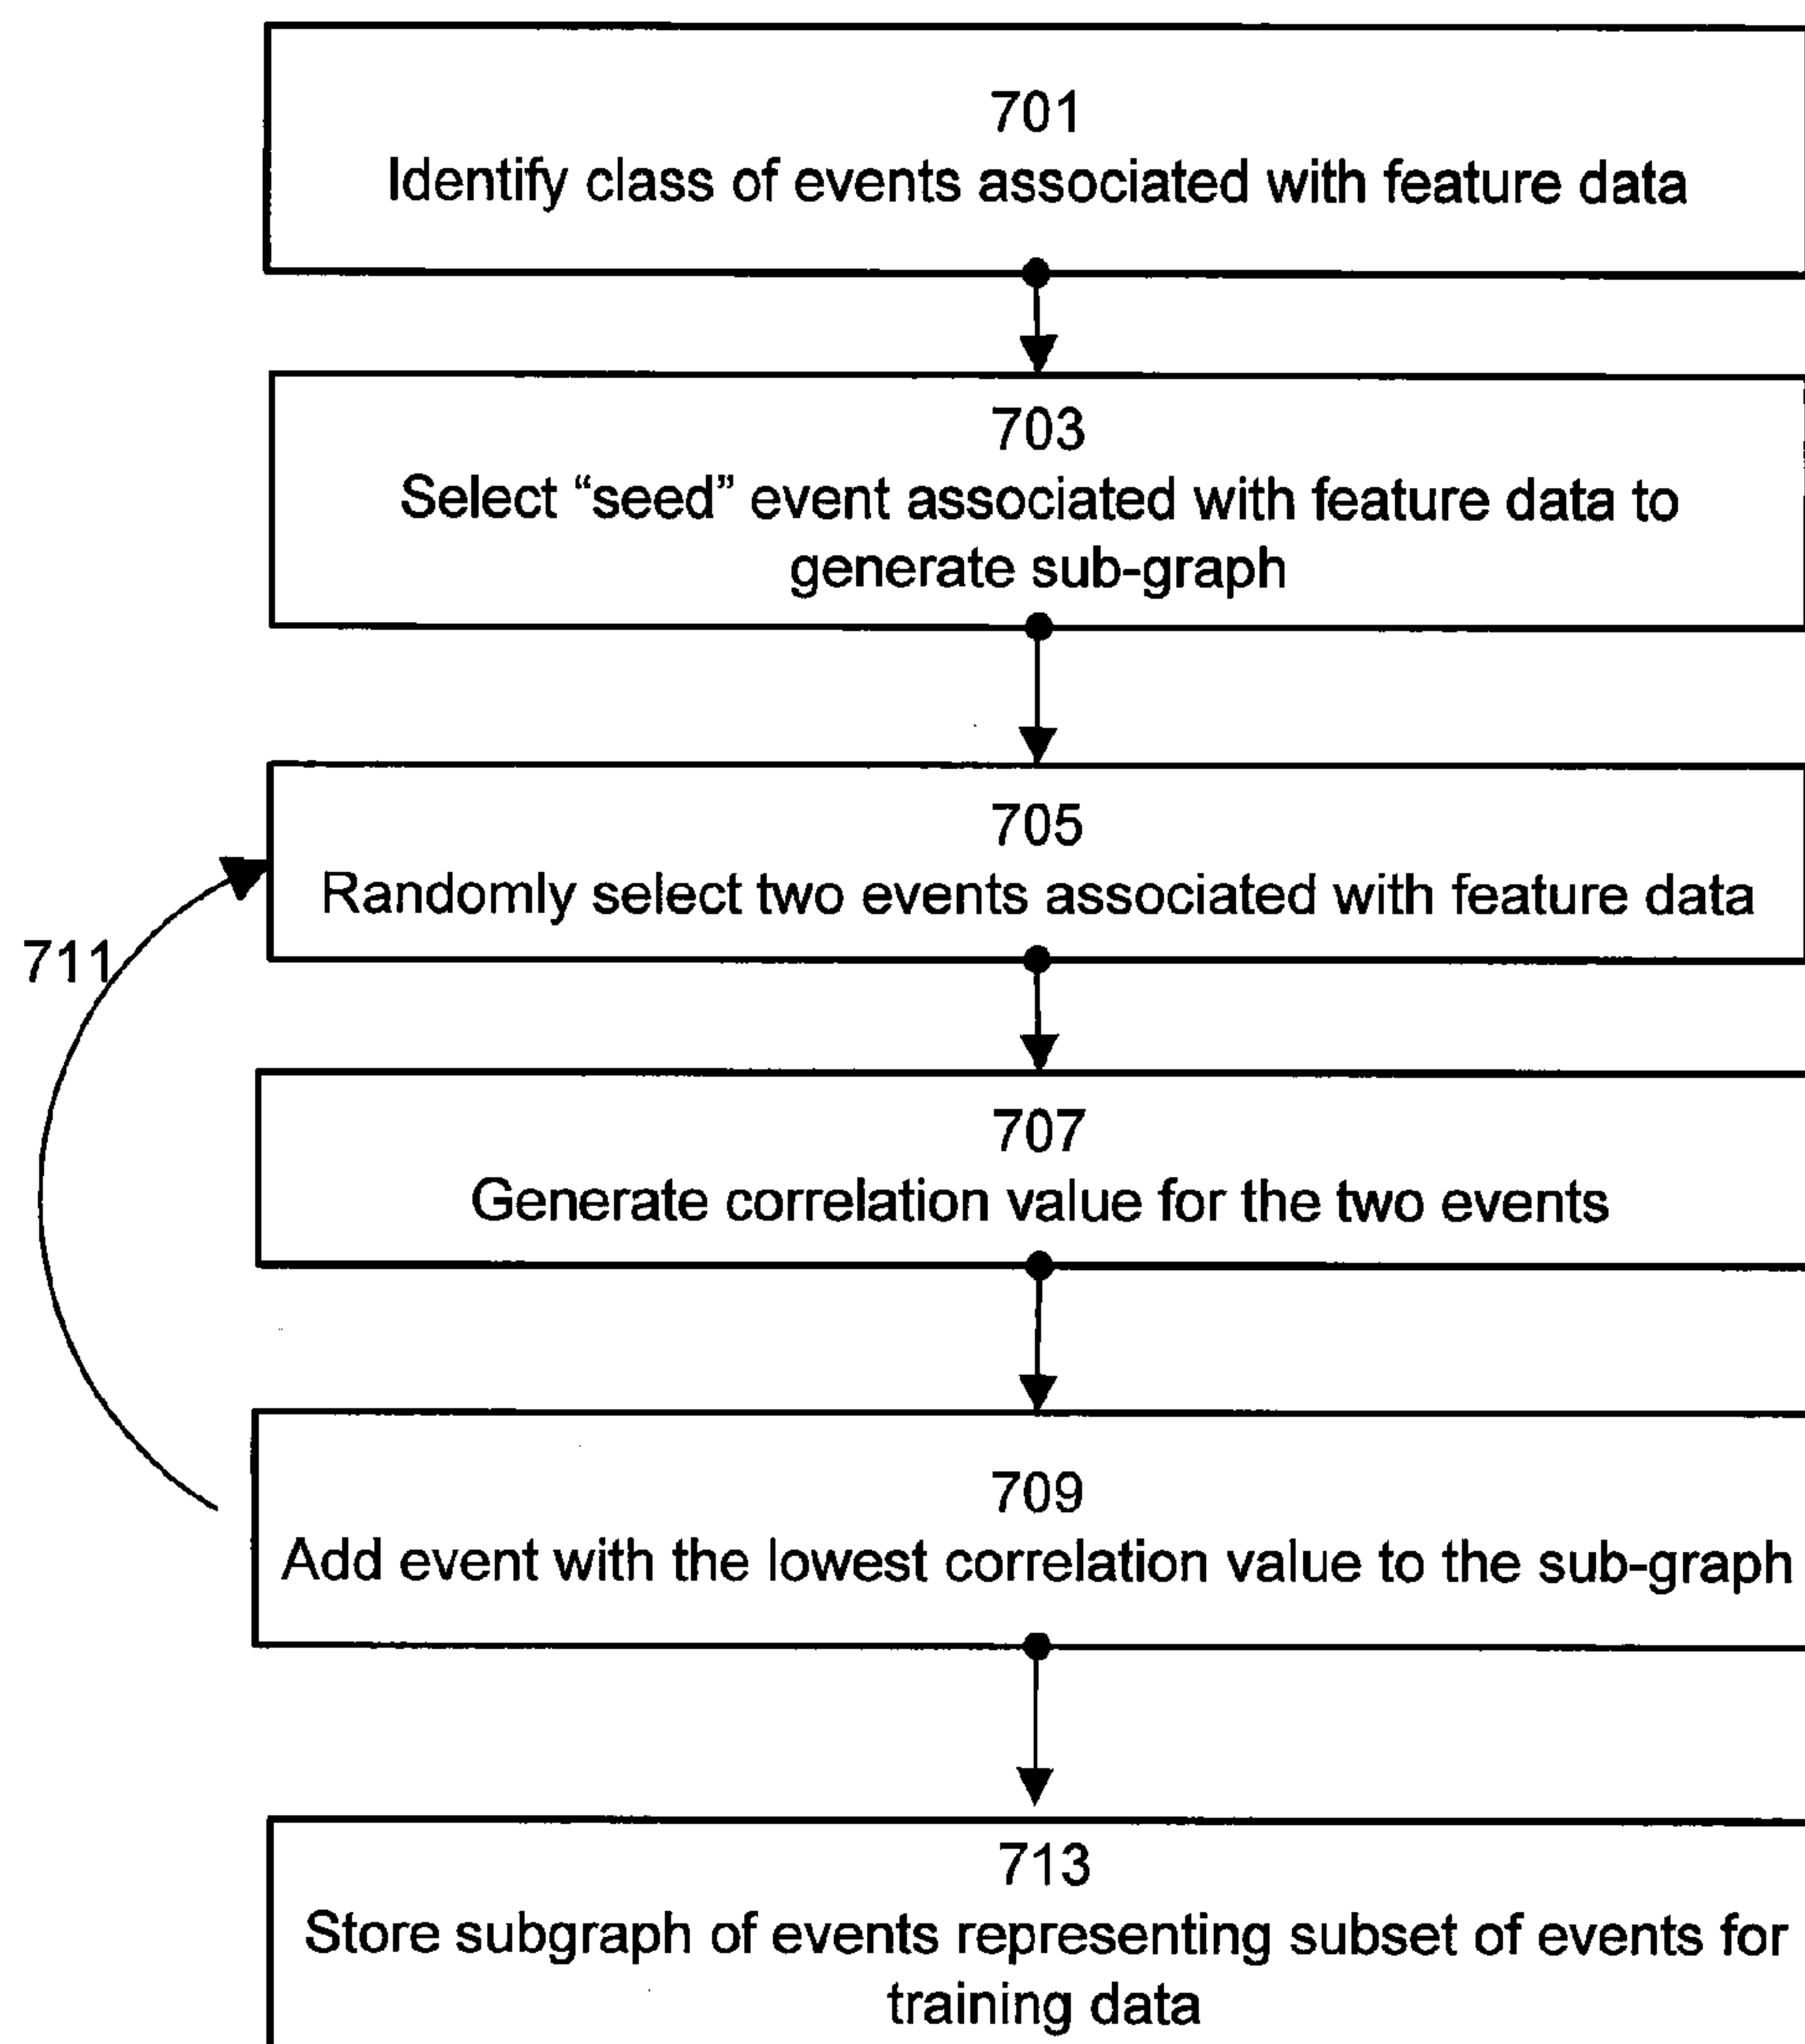 701
Identify class of events associated with feature data
703
Select “seed” event associated with feature data to
generate sub-graph
705
Randomly select two events associated with feature data
711
707
Generate correlation value for the two events
709
Add event with the lowest correlation value to the sub-graph
713
Store subgraph of events representing subset of events for
training data